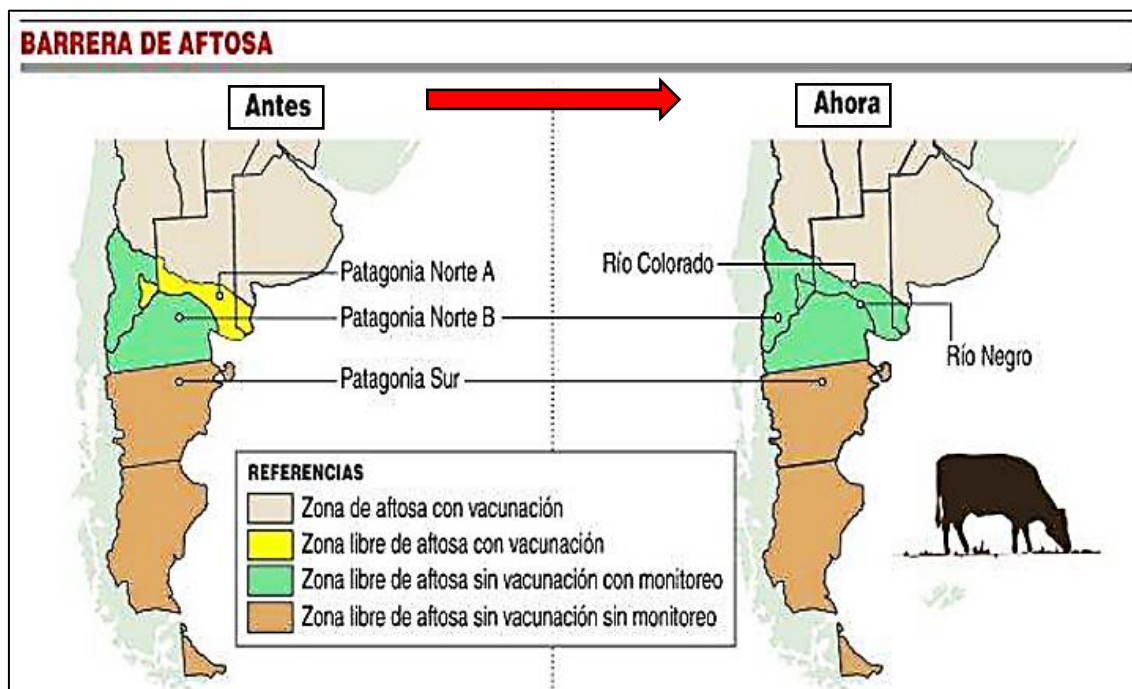 BARRERA DE AFTOSA
Antes
Ahora
Patagonia Norte A
Patagonia Norte B
Patagonia Sur
Río Colorado
Río Negro
REFERENCIAS
Zona de aftosa con vacunación
Zona libre de aftosa con vacunación
Zona libre de aftosa sin vacunación con monitoreo
Zona libre de aftosa sin vacunación sin monitoreo